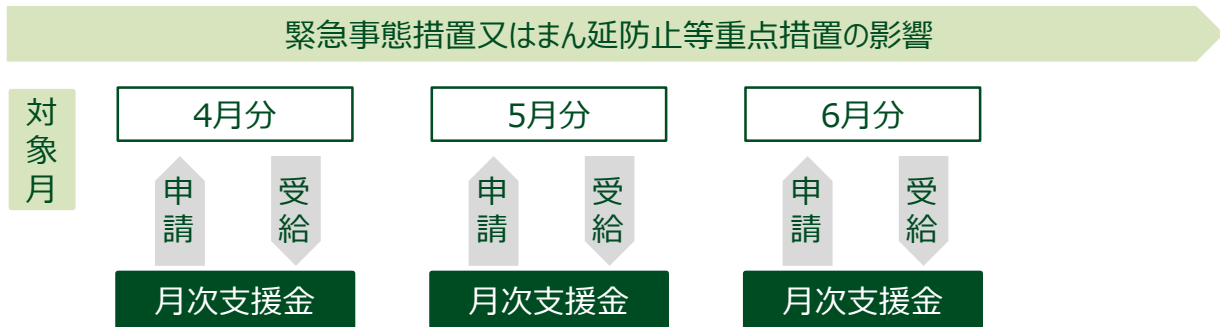 緊急事態措置又はまん延防止等重点措置の影響
対象月
4月分
5月分
6月分
申請
受給
申請
受給
申請
受給
月次支援金
月次支援金
月次支援金